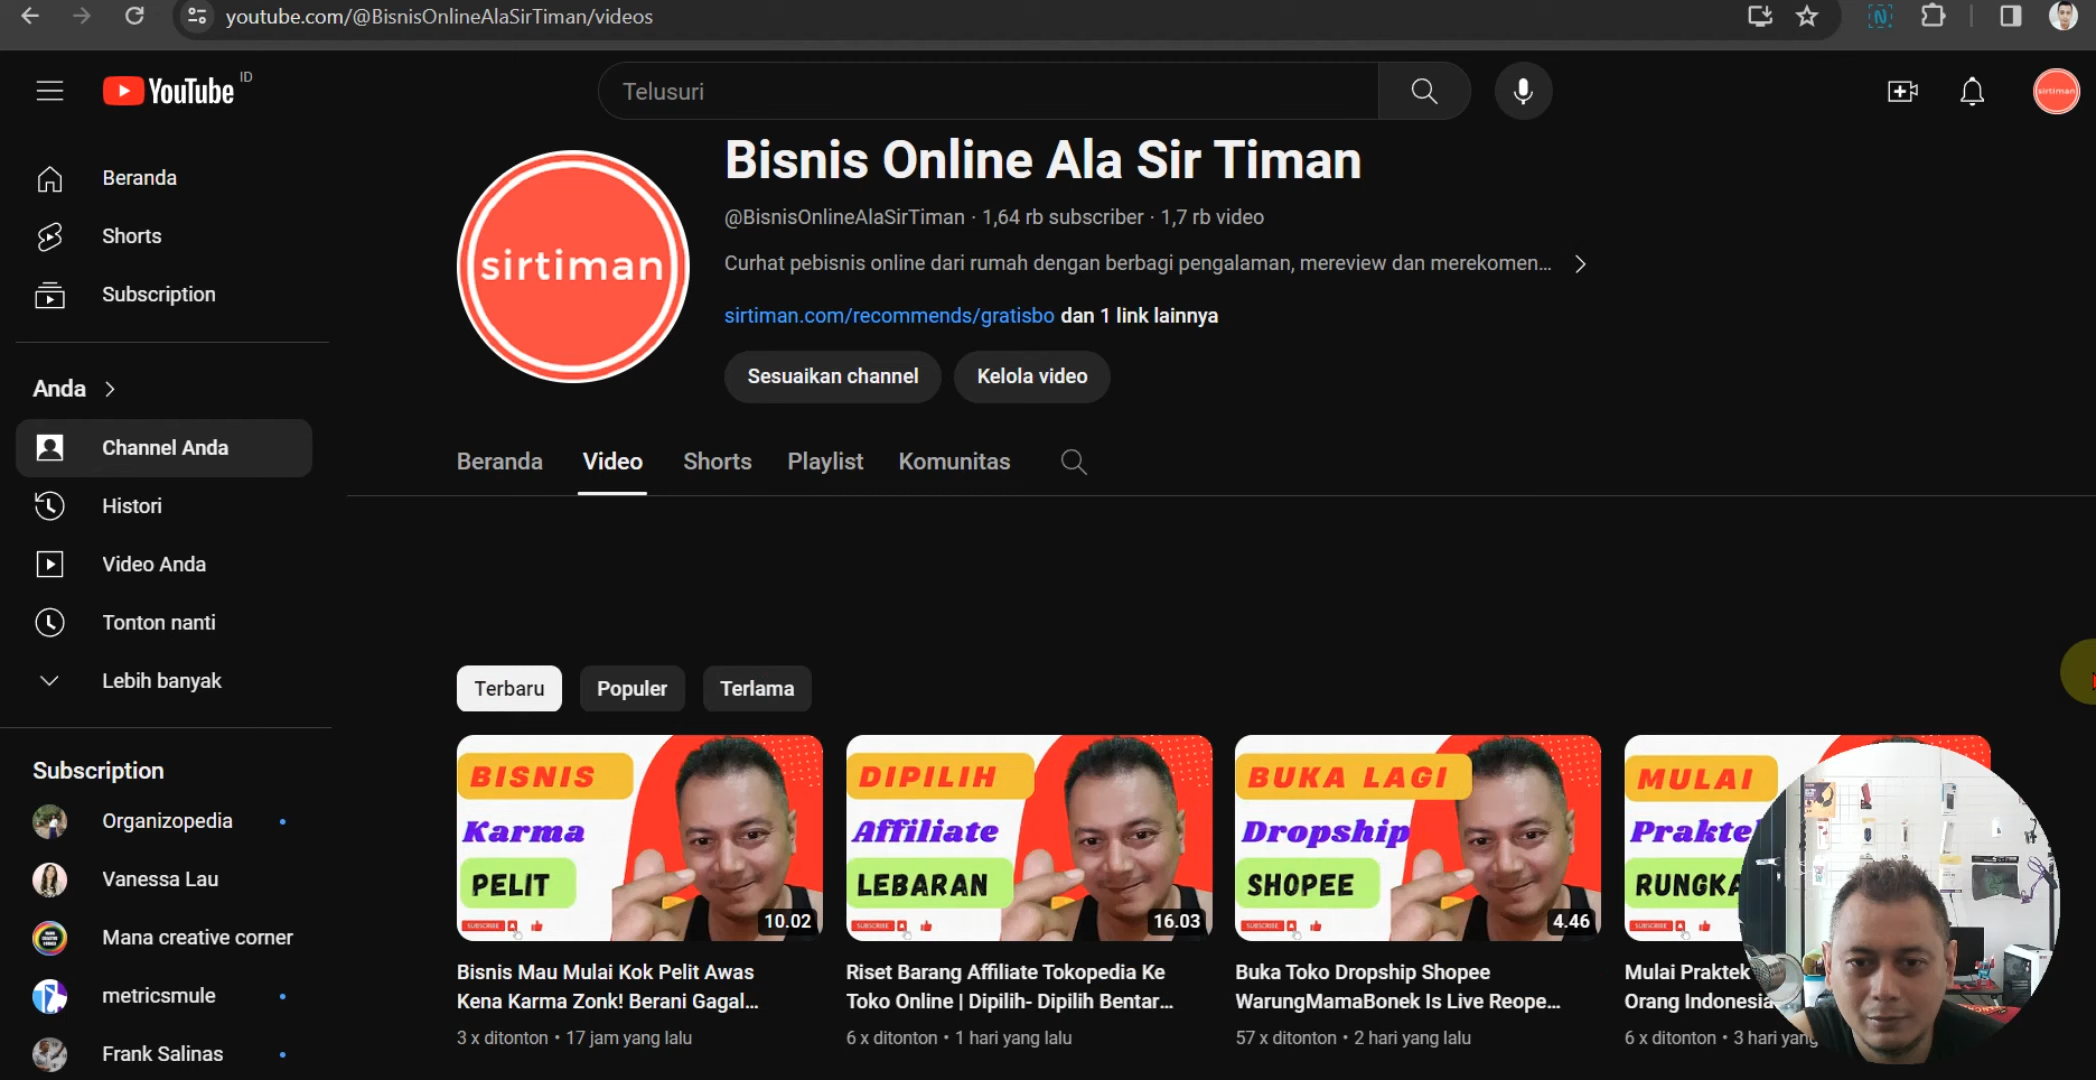 youtube.com/@BisnisOnlineAlaSirTiman/videos
YouTube ID
Telusuri
sirtiman
Beranda
Shorts
Subscription
Anda
Channel Anda
Histori
Video Anda
Tonton nanti
Lebih banyak
Subscription
Organizopedia
Vanessa Lau
Mana creative corner
metricsmule
Frank Salinas
sirtiman
Bisnis Online Ala Sir Timan
@BisnisOnlineAlaSirTiman · 1,64 rb subscriber · 1,7 rb video
Curhat pebisnis online dari rumah dengan berbagi pengalaman, mereview dan merekomen...
sirtiman.com/recommends/gratisbo dan 1 link lainnya
Sesuaikan channel
Kelola video
Beranda
Video
Shorts
Playlist
Komunitas
Terbaru
Populer
Terlama
BISNIS
Karma
PELIT
SUBSCRIBE
10.02
Bisnis Mau Mulai Kok Pelit Awas
Kena Karma Zonk! Berani Gagal...
3 x ditonton • 17 jam yang lalu
DIPILIH
Affiliate
LEBARAN
SUBSCRIBE
16.03
Riset Barang Affiliate Tokopedia Ke
Toko Online | Dipilih- Dipilih Bentar...
6 x ditonton • 1 hari yang lalu
BUKA LAGI
Dropship
SHOPEE
SUBSCRIBE
4.46
Buka Toko Dropship Shopee
WarungMamaBonek Is Live Reope...
57 x ditonton • 2 hari yang lalu
MULAI
Prakte
RUNGKA
SUBSCRIBE
Mulai Praktek
Orang Indonesia
6 x ditonton • 3 hari yang